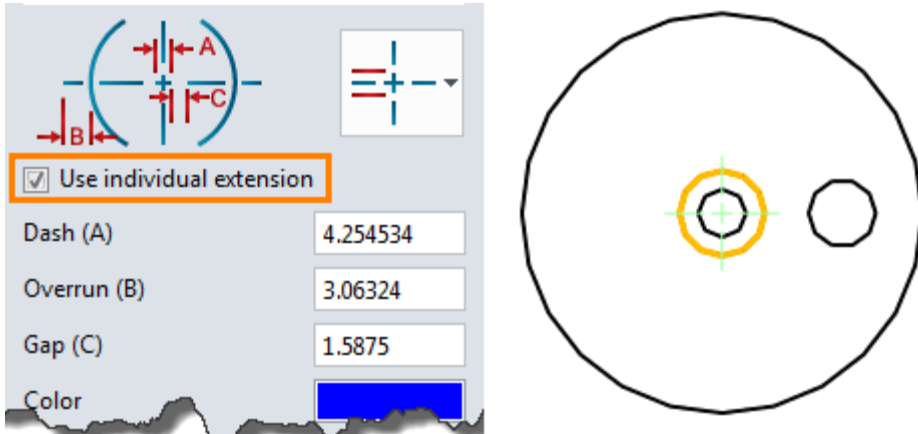 A
C
B
Use individual extension
Dash (A) 4.254534
Overrun (B) 3.06324
Gap (C) 1.5875
Color